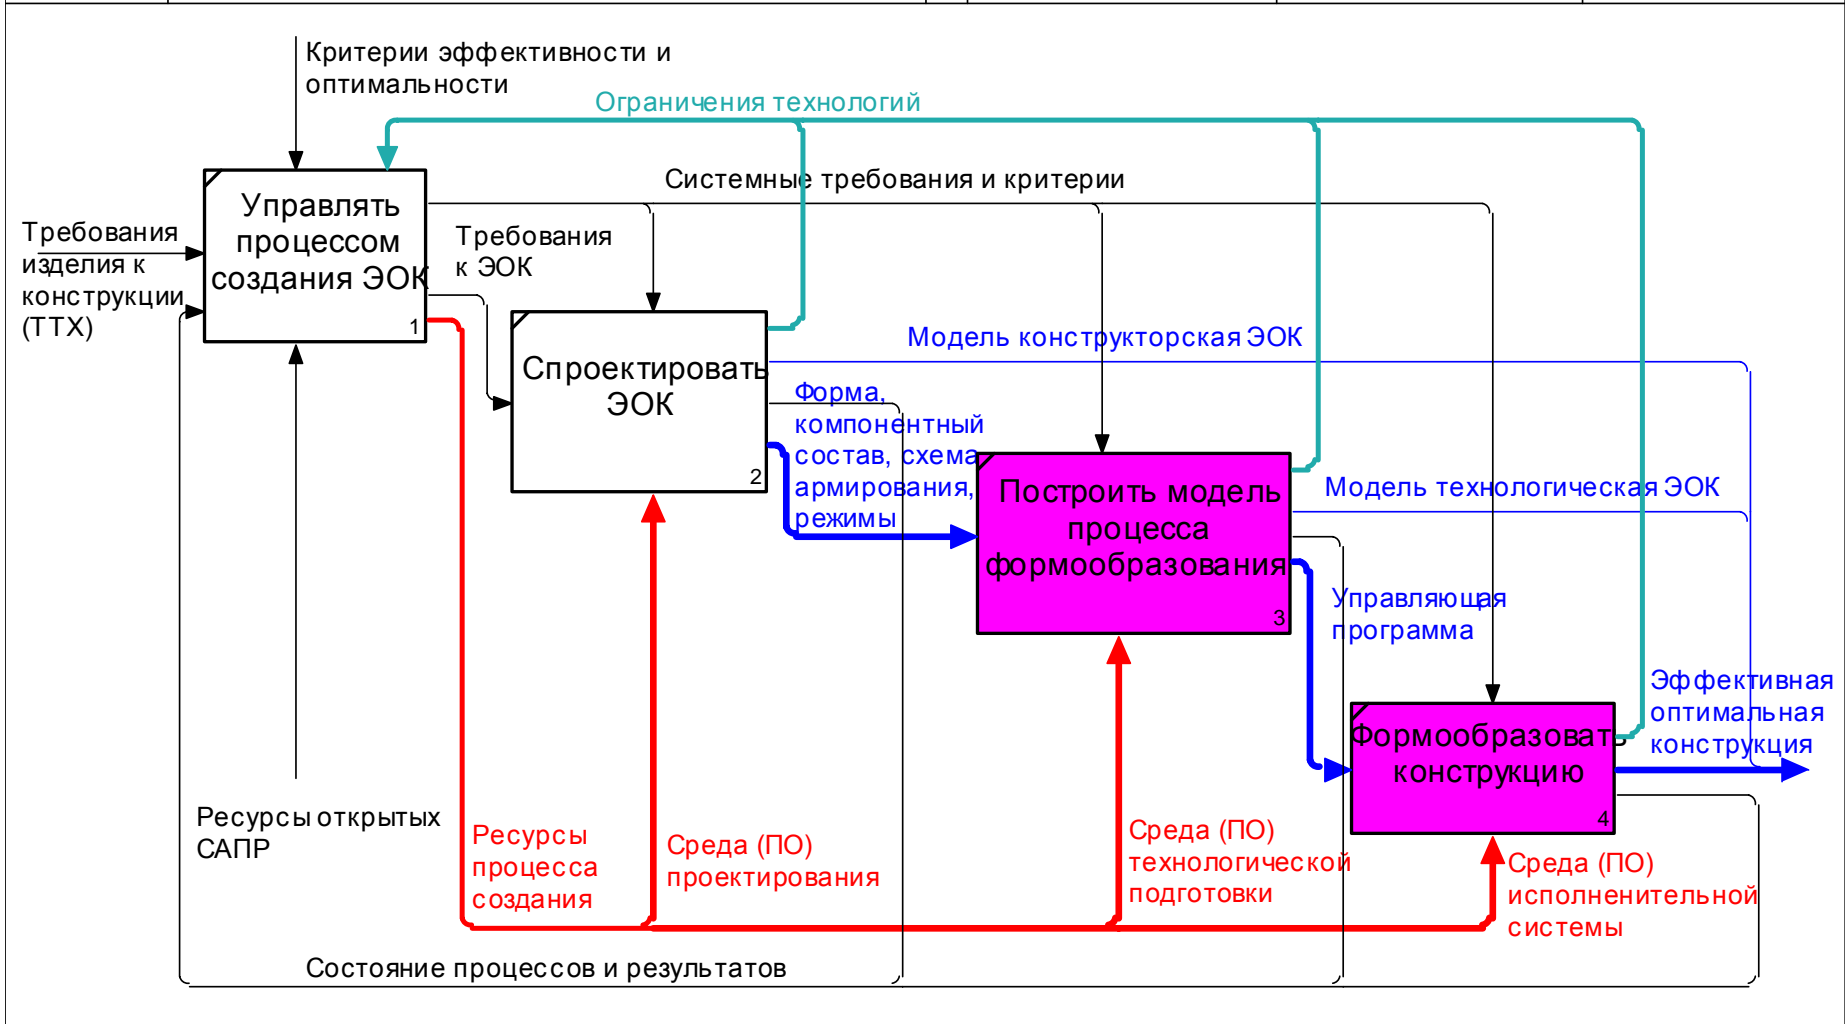 Критерии эффективности и
оптимальности
Ограничения технологий
Системные требования и критерии
Управлять
процессом
создания ЭОК
1
Требования
изделия к
конструкции
(ТТХ)
Требования
к ЭОК
Спроектировать
ЭОК
2
Модель конструкторская ЭОК
Форма,
компонентный
состав, схема
армирования,
режимы
Построить модель
процесса
формообразования
3
Модель технологическая ЭОК
Управляющая
программа
Эффективная
оптимальная
конструкция
Формообразовать
конструкцию
4
Ресурсы открытых
САПР
Ресурсы
процесса
создания
Среда (ПО)
проектирования
Среда (ПО)
технологической
подготовки
Среда (ПО)
исполненительной
системы
Состояние процессов и результатов